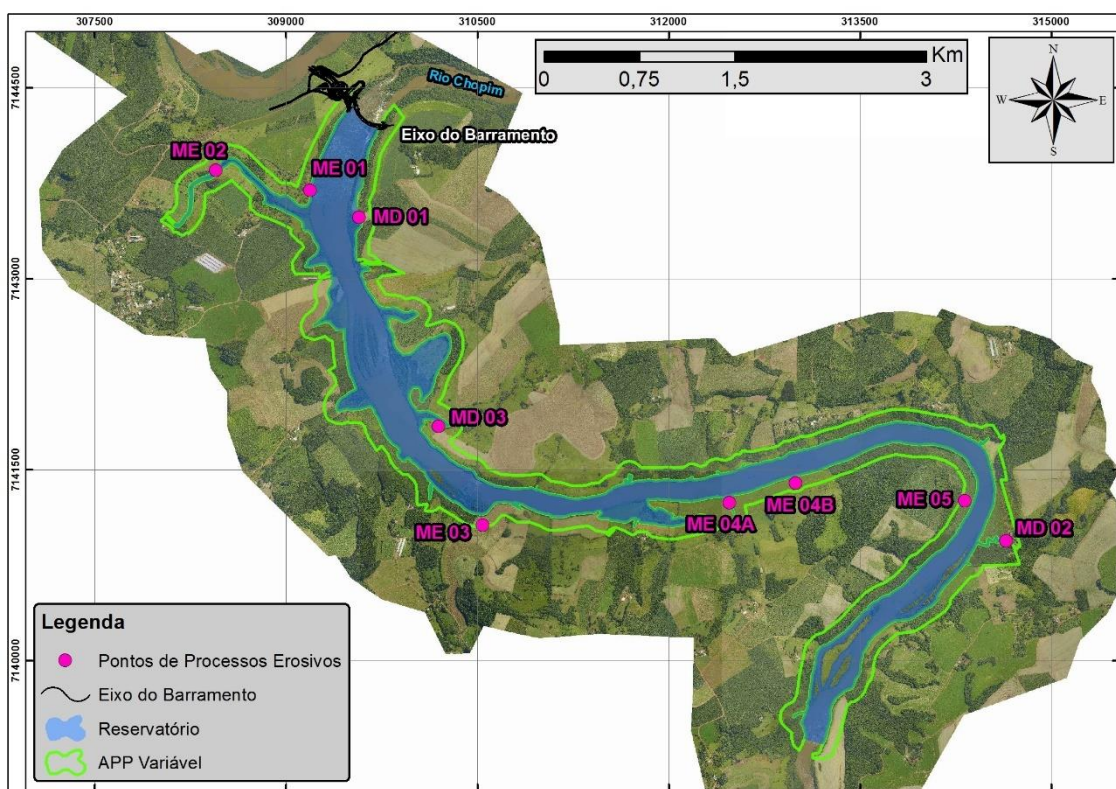 307500 309000 310500 312000 313500 315000
7144500
7143000
7141500
7140000
Km
0 0,75 1,5 3
N
W E
S
Rio Chopim
Eixo do Barramento
ME 02
ME 01
MD 01
MD 03
ME 03
ME 04A
ME 04B
ME 05
MD 02
Legenda
Pontos de Processos Erosivos
Eixo do Barramento
Reservatório
APP Variável